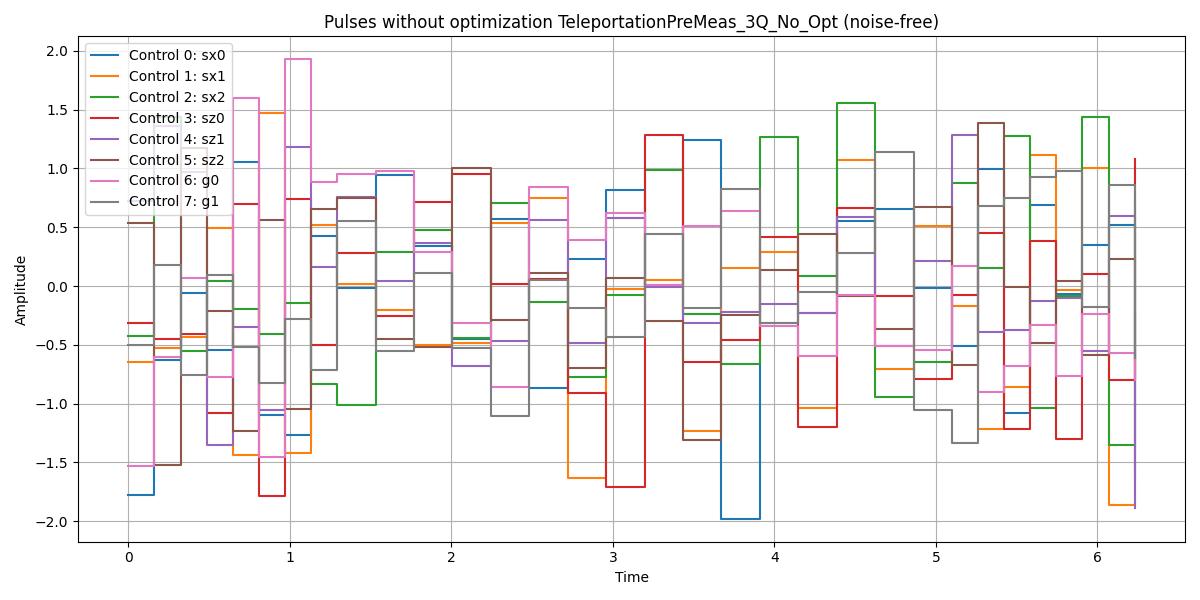 Pulses without optimization TeleportationPreMeas_3Q_No_Opt (noise-free)
2.0
1.5
1.0
0.5
0.0
−0.5
−1.0
−1.5
−2.0
Amplitude
Control 0: sx0
Control 1: sx1
Control 2: sx2
Control 3: sz0
Control 4: sz1
Control 5: sz2
Control 6: g0
Control 7: g1
0 1 2 3 4 5 6
Time